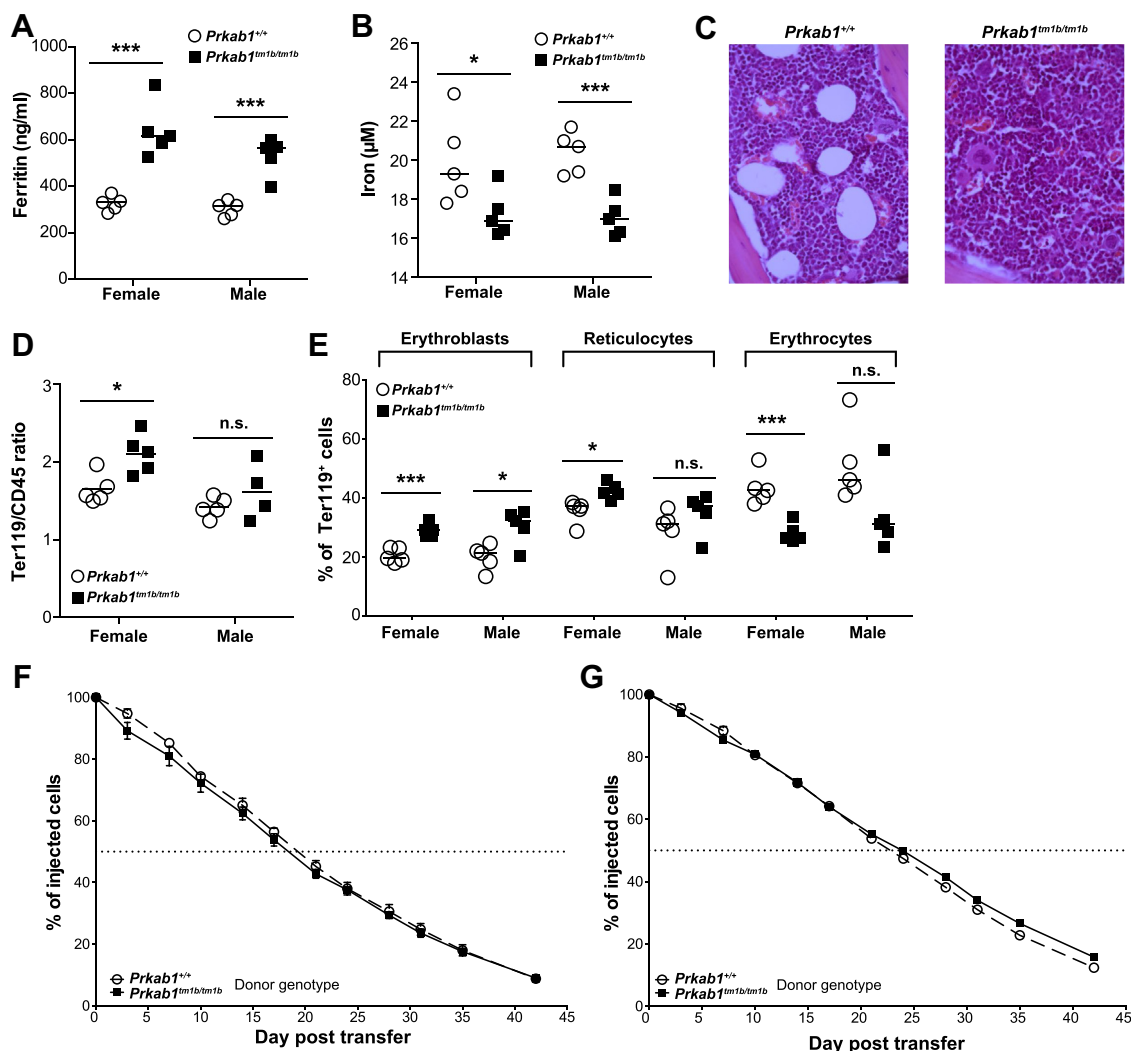 A
Prkab1+/+
Prkab1tm1b/tm1b
1000
800
600
400
200
0
Ferritin (ng/ml)
***
***
Female
Male
B
Prkab1+/+
Prkab1tm1b/tm1b
26
24
22
20
18
16
14
Iron (µM)
*
***
Female
Male
C
Prkab1+/+
Prkab1tm1b/tm1b
D
3
2
1
0
Ter119/CD45 ratio
*
n.s.
Prkab1+/+
Prkab1tm1b/tm1b
Female
Male
E
Erythroblasts
Reticulocytes
Erythrocytes
80
60
40
20
0
% of Ter119+ cells
Prkab1+/+
Prkab1tm1b/tm1b
***
*
*
n.s.
***
n.s.
Female
Male
Female
Male
Female
Male
F
100
80
60
40
20
0
% of injected cells
Prkab1+/+
Prkab1tm1b/tm1b
Donor genotype
0 5 10 15 20 25 30 35 40 45
Day post transfer
G
100
80
60
40
20
0
% of injected cells
Prkab1+/+
Prkab1tm1b/tm1b
Donor genotype
0 5 10 15 20 25 30 35 40 45
Day post transfer